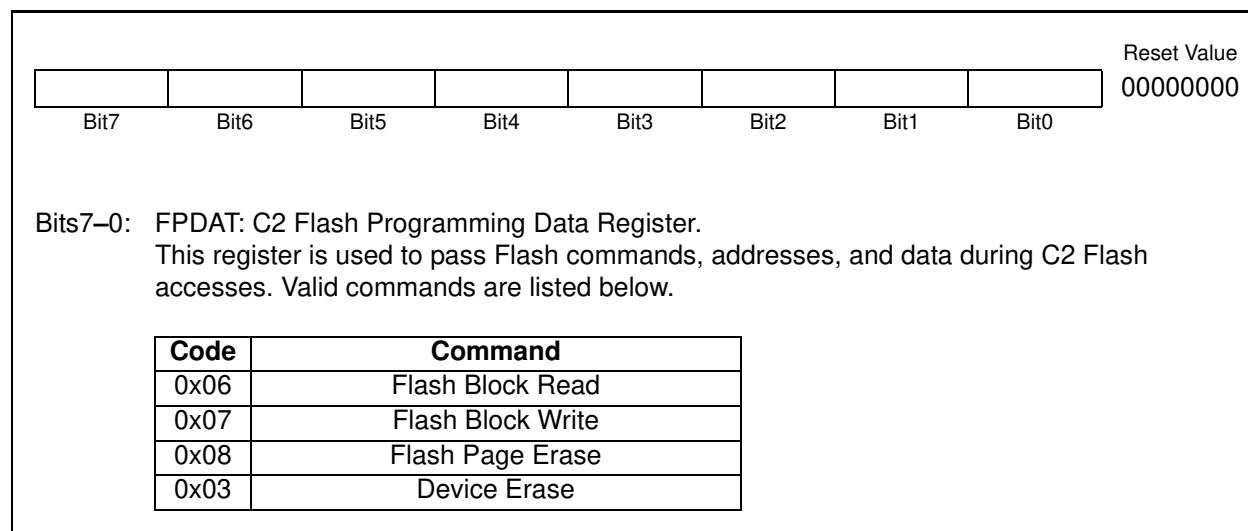 Reset Value
00000000
Bit7 Bit6 Bit5 Bit4 Bit3 Bit2 Bit1 Bit0
Bits7–0: FPDAT: C2 Flash Programming Data Register.
This register is used to pass Flash commands, addresses, and data during C2 Flash
accesses. Valid commands are listed below.
Code Command
0x06 Flash Block Read
0x07 Flash Block Write
0x08 Flash Page Erase
0x03 Device Erase